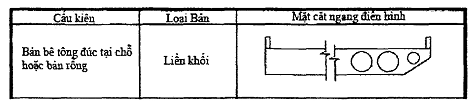 Cấu kiện
Loại Bản
Mặt cắt ngang điển hình
Bản bê tông đúc tại chỗ
hoặc bản rỗng
Liền khối